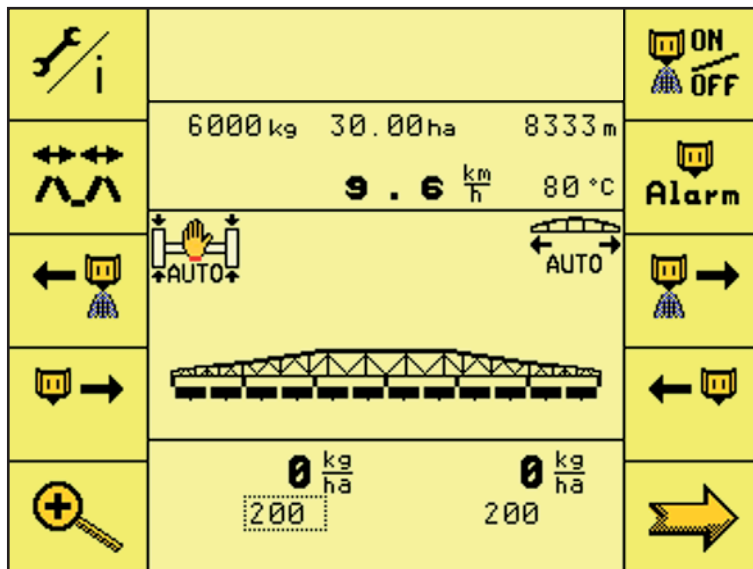 i
ON
OFF
6000 kg 30.00 ha 8333 m
9.6 km/h 80 °C
Alarm
AUTO
AUTO
0 kg/ha 0 kg/ha
200 200